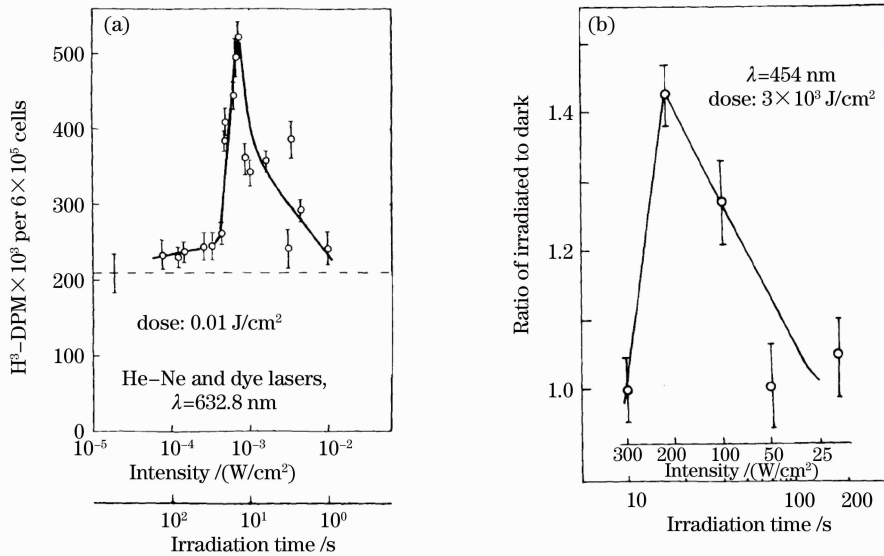 (a)
H³–DPM×10³ per 6×10⁵ cells
500
400
300
200
100
0
dose: 0.01 J/cm²
He–Ne and dye lasers,
λ=632.8 nm
10⁻⁵ 10⁻⁴ 10⁻³ 10⁻²
Intensity /(W/cm²)
10² 10¹ 10⁰
Irradiation time /s
(b)
Ratio of irradiated to dark
1.4
1.2
1.0
λ=454 nm
dose: 3×10³ J/cm²
300 200 100 50 25
Intensity /(W/cm²)
10 100 200
Irradiation time /s